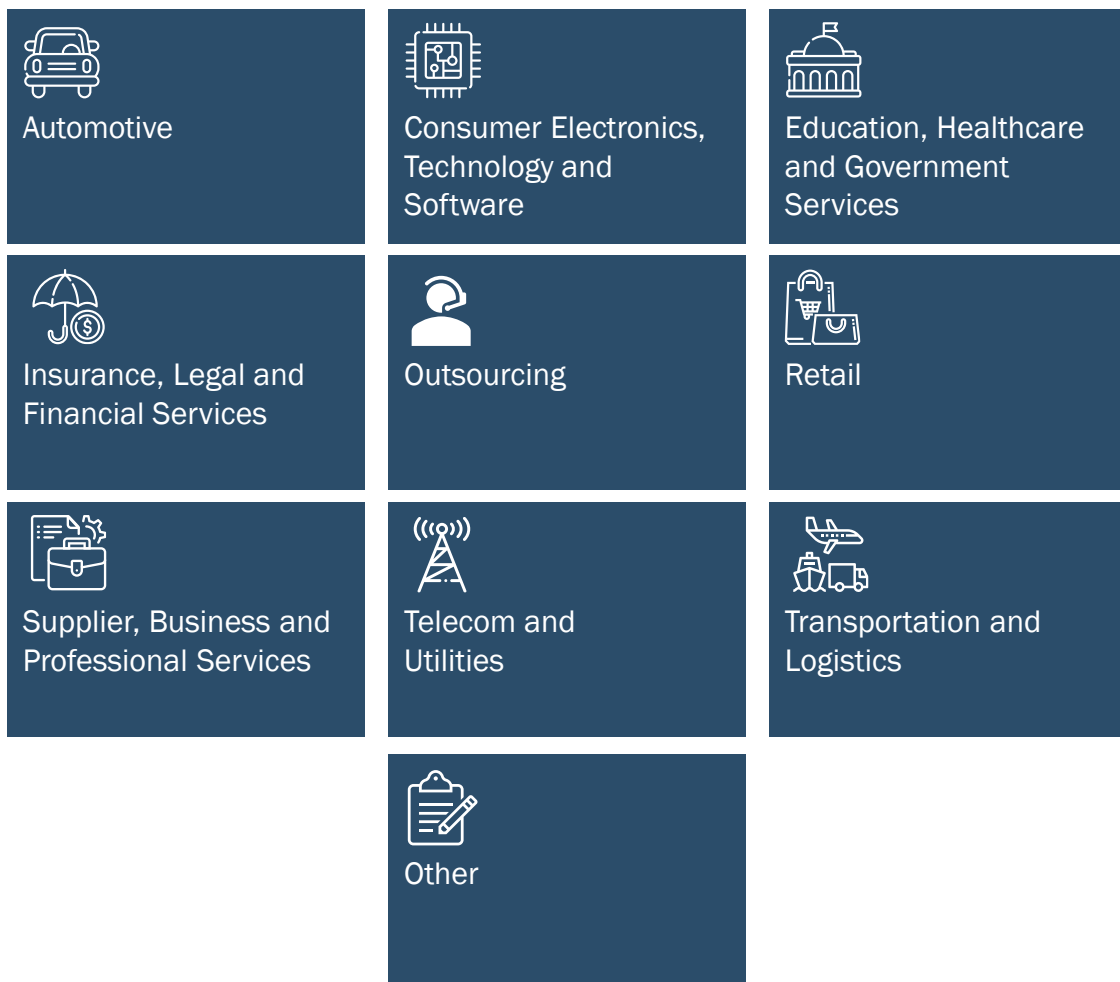 Automotive
Consumer Electronics,
Technology and
Software
Education, Healthcare
and Government
Services
Insurance, Legal and
Financial Services
$
Outsourcing
Retail
Supplier, Business and
Professional Services
Telecom and
Utilities
Transportation and
Logistics
Other